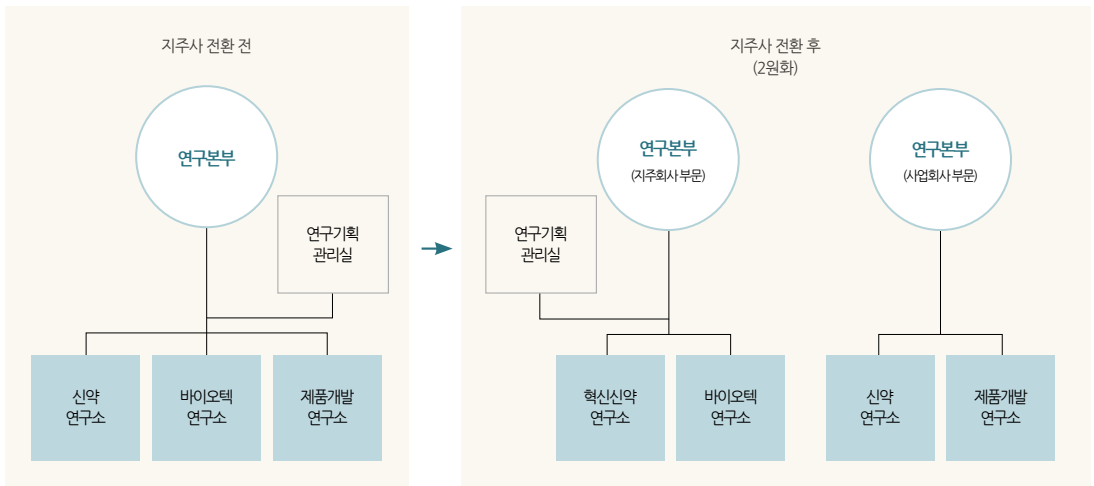 지주사 전환 전
연구본부
연구기획
관리실
신약
연구소
바이오텍
연구소
제품개발
연구소
지주사 전환 후
(2원화)
연구본부
(지주회사 부문)
연구기획
관리실
혁신신약
연구소
바이오텍
연구소
연구본부
(사업회사 부문)
신약
연구소
제품개발
연구소